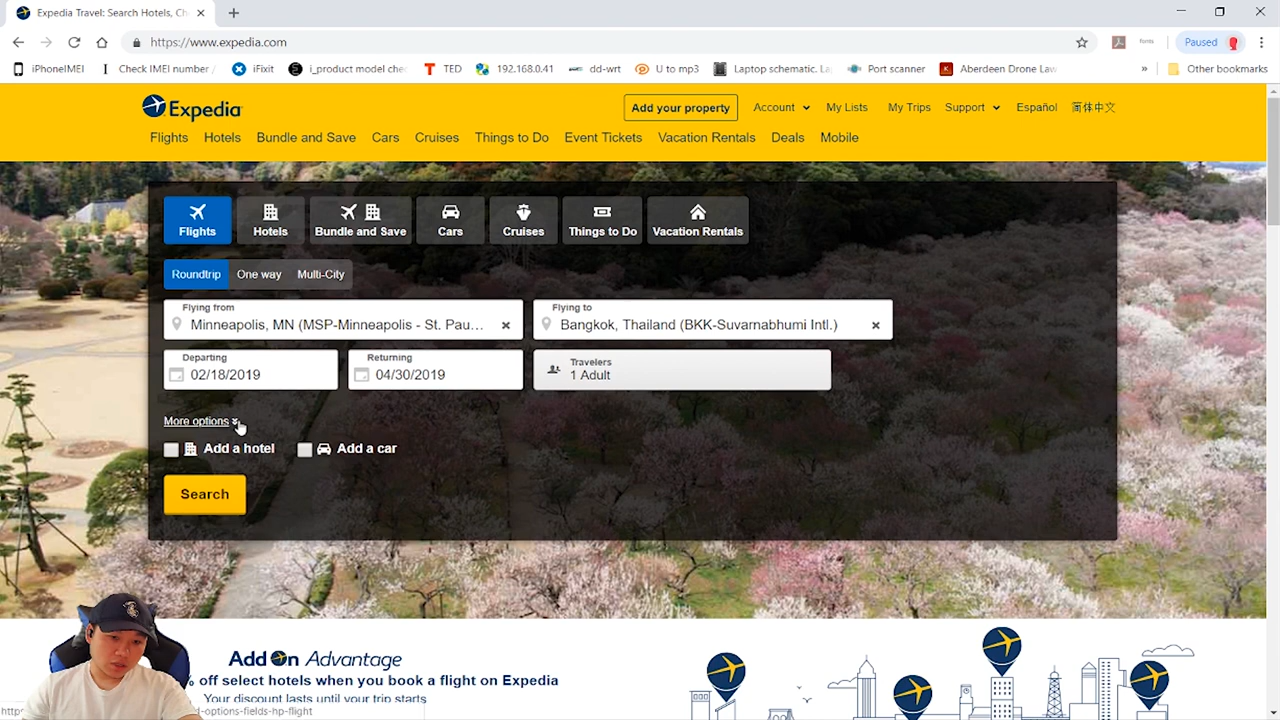 Expedia Travel: Search Hotels, Ch
https://www.expedia.com
fonts
Paused
iPhoneIMEI
Check IMEI number /
iFixit
i_product model chec
TED
192.168.0.41
dd-wrt
U to mp3
Laptop schematic. La
Port scanner
Aberdeen Drone Law
»
Other bookmarks
Expedia
Add your property
Account
My Lists
My Trips
Support
Español
简体中文
Flights
Hotels
Bundle and Save
Cars
Cruises
Things to Do
Event Tickets
Vacation Rentals
Deals
Mobile
Flights
Hotels
Bundle and Save
Cars
Cruises
Things to Do
Vacation Rentals
Roundtrip
One way
Multi-City
Flying from
Minneapolis, MN (MSP-Minneapolis - St. Pau...
Flying to
Bangkok, Thailand (BKK-Suvarnabhumi Intl.)
Departing
02/18/2019
Returning
04/30/2019
Travelers
1 Adult
More options
Add a hotel
Add a car
Search
Add On Advantage
% off select hotels when you book a flight on Expedia
Your discount lasts until your trip starts
https
d-options-fields-hp-flight